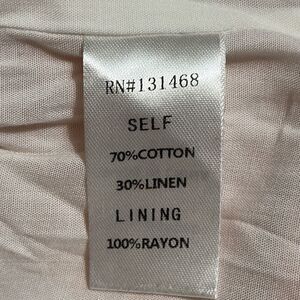 RN#131468
SELF
70%COTTON
30%LINEN
LINING
100%RAYON